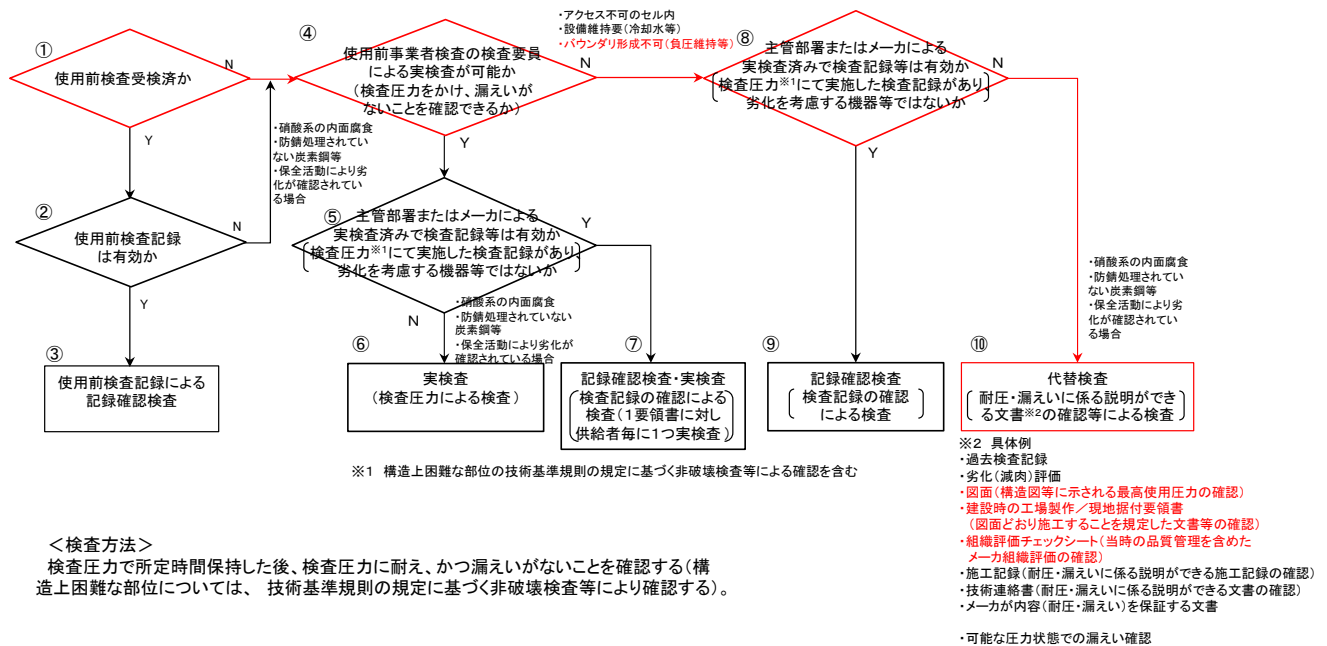 ①
使用前検査受検済か
N
Y
②
使用前検査記録
は有効か
N
・硝酸系の内面腐食
・防錆処理されてい
ない炭素鋼等
・保全活動により劣
化が確認されてい
る場合
Y
③
使用前検査記録による
記録確認検査
④
使用前事業者検査の検査要員
による実検査が可能か
(検査圧力をかけ、漏えいが
ないことを確認できるか)
・アクセス不可のセル内
・設備維持要(冷却水等)
・バウンダリ形成不可(負圧維持等)
N
Y
⑤
主管部署またはメーカによる
実検査済みで検査記録等は有効か
検査圧力※1にて実施した検査記録があり、
劣化を考慮する機器等ではないか
Y
N
・硝酸系の内面腐食
・防錆処理されていない
炭素鋼等
・保全活動により劣化が
確認されている場合
⑥
実検査
(検査圧力による検査)
⑦
記録確認検査・実検査
検査記録の確認による
検査(1要領書に対し
供給者毎に1つ実検査)
⑧
主管部署またはメーカによる
実検査済みで検査記録等は有効か
検査圧力※1にて実施した検査記録があり、
劣化を考慮する機器等ではないか
N
Y
⑨
記録確認検査
検査記録の確認
による検査
・硝酸系の内面腐食
・防錆処理されてい
ない炭素鋼等
・保全活動により劣
化が確認されている
場合
⑩
代替検査
耐圧・漏えいに係る説明ができ
る文書※2の確認等による検査
※1 構造上困難な部位の技術基準規則の規定に基づく非破壊検査等による確認を含む
※2 具体例
・過去検査記録
・劣化(減肉)評価
・図面(構造図等に示される最高使用圧力の確認)
・建設時の工場製作/現地据付要領書
(図面どおり施工することを規定した文書等の確認)
・組織評価チェックシート(当時の品質管理を含めた
メーカ組織評価の確認)
・施工記録(耐圧・漏えいに係る説明ができる施工記録の確認)
・技術連絡書(耐圧・漏えいに係る説明ができる文書の確認)
・メーカが内容(耐圧・漏えい)を保証する文書
・可能な圧力状態での漏えい確認
<検査方法>
検査圧力で所定時間保持した後、検査圧力に耐え、かつ漏えいがないことを確認する(構
造上困難な部位については、 技術基準規則の規定に基づく非破壊検査等により確認する)。